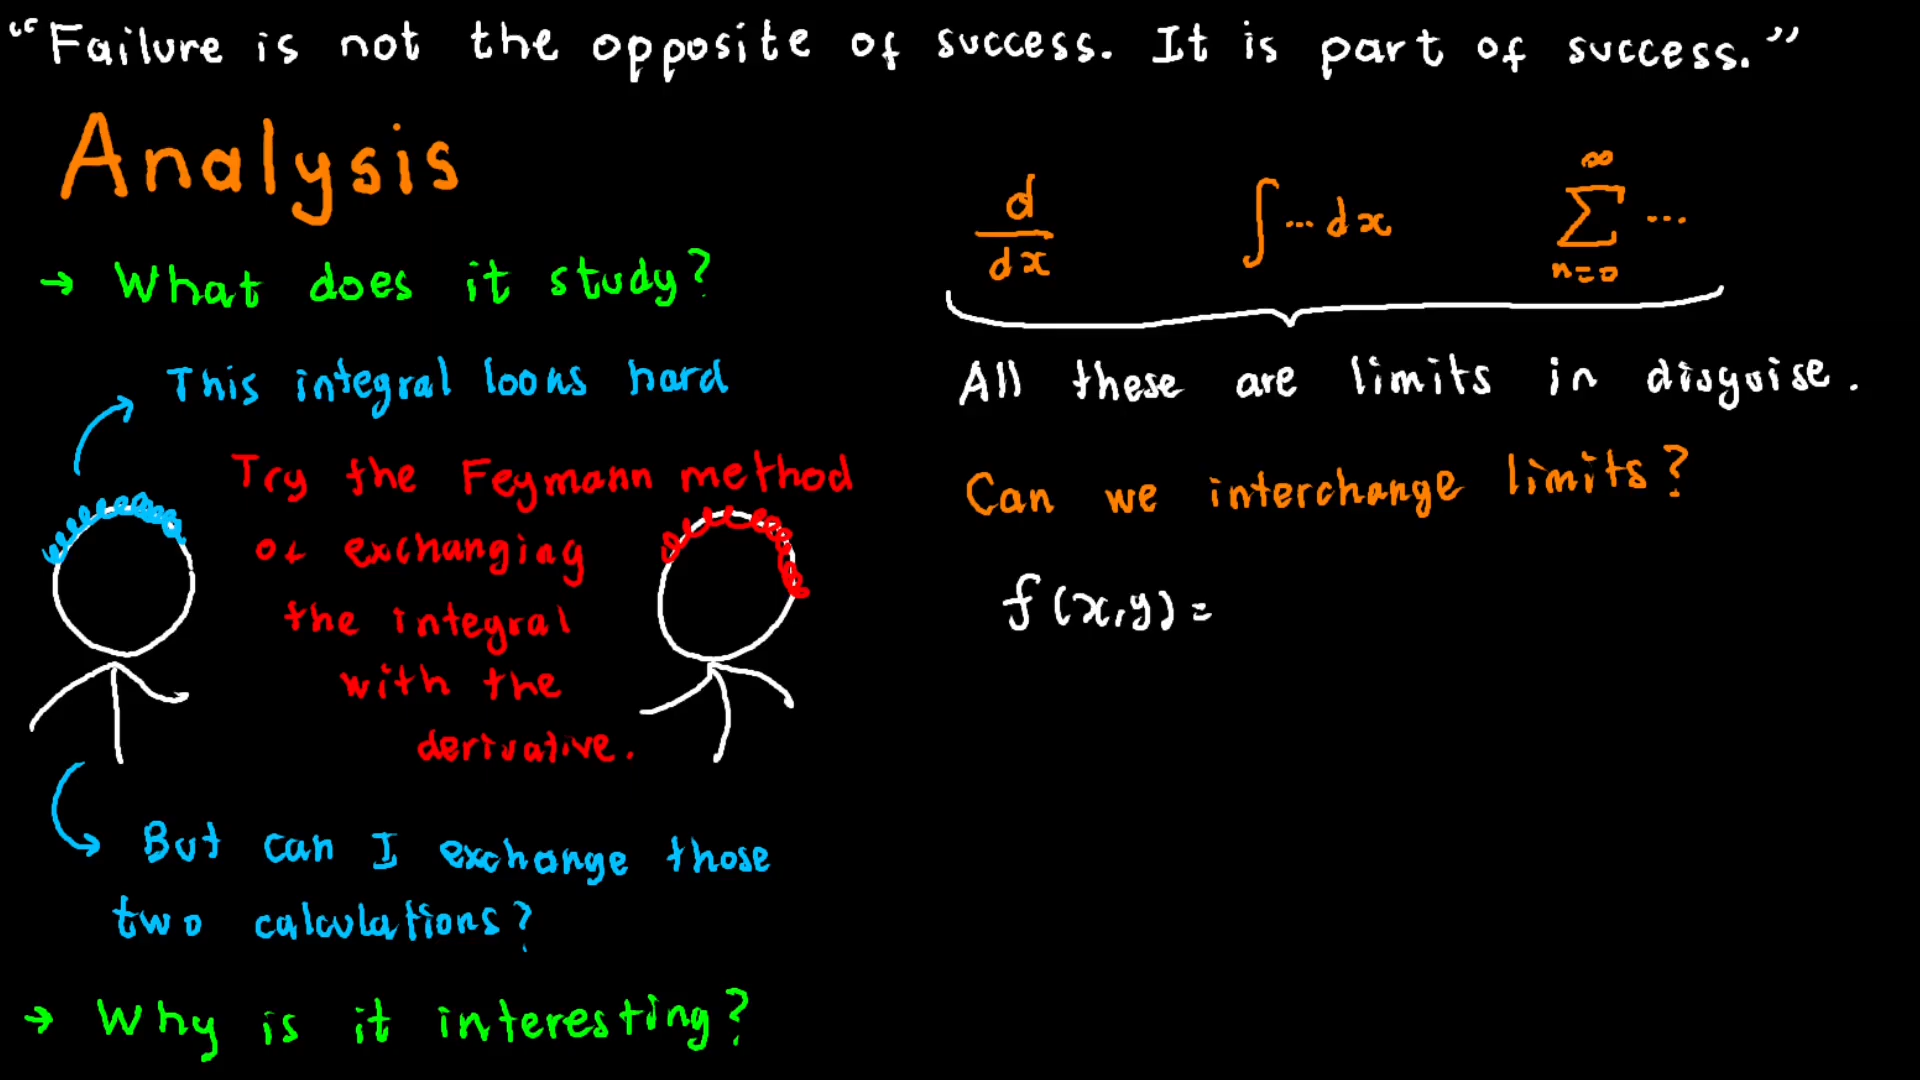 “Failure is not the opposite of success. It is part of success.”
Analysis
→ What does it study?
This integral looks hard
Try the Feymann method
of exchanging
the integral
with the
derivative.
But can I exchange those
two calculations?
→ Why is it interesting?
d/dx ∫...dx ∞∑n=0 ...
All these are limits in disguise.
Can we interchange limits?
f(x,y) =